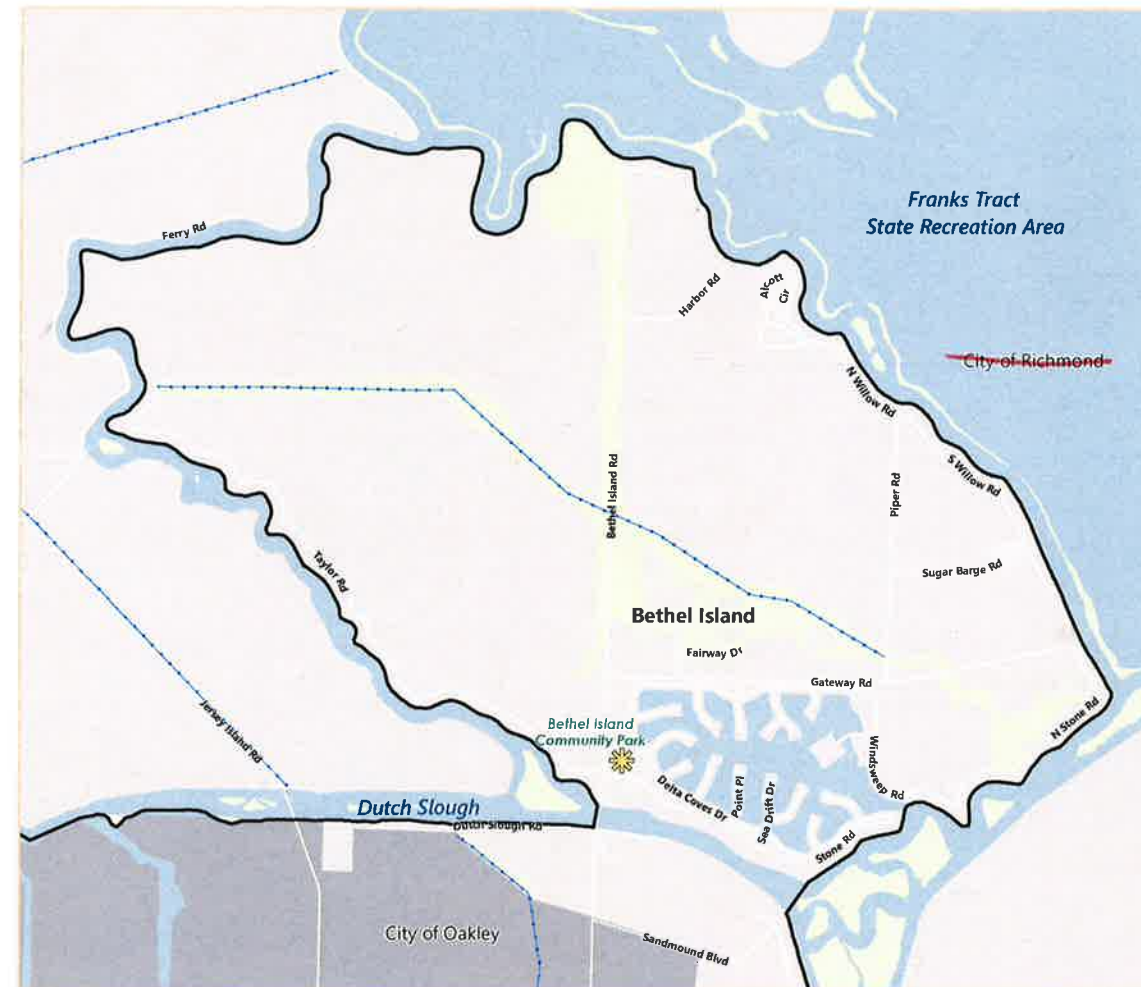 Franks Tract
State Recreation Area
Ferry Rd
Harbor Rd
Alcott
Cir
City of Richmond
N Willow Rd
S Willow Rd
Bethel Island Rd
Piper Rd
Sugar Barge Rd
Taylor Rd
Bethel Island
Fairway Dr
Gateway Rd
Jersey Island Rd
Bethel Island
Community Park
N Stone Rd
Windsweep Rd
Delta Coves Dr
Point Pl
Sea Drift Dr
Dutch Slough
Dutch Slough Rd
Stone Rd
City of Oakley
Sandmound Blvd